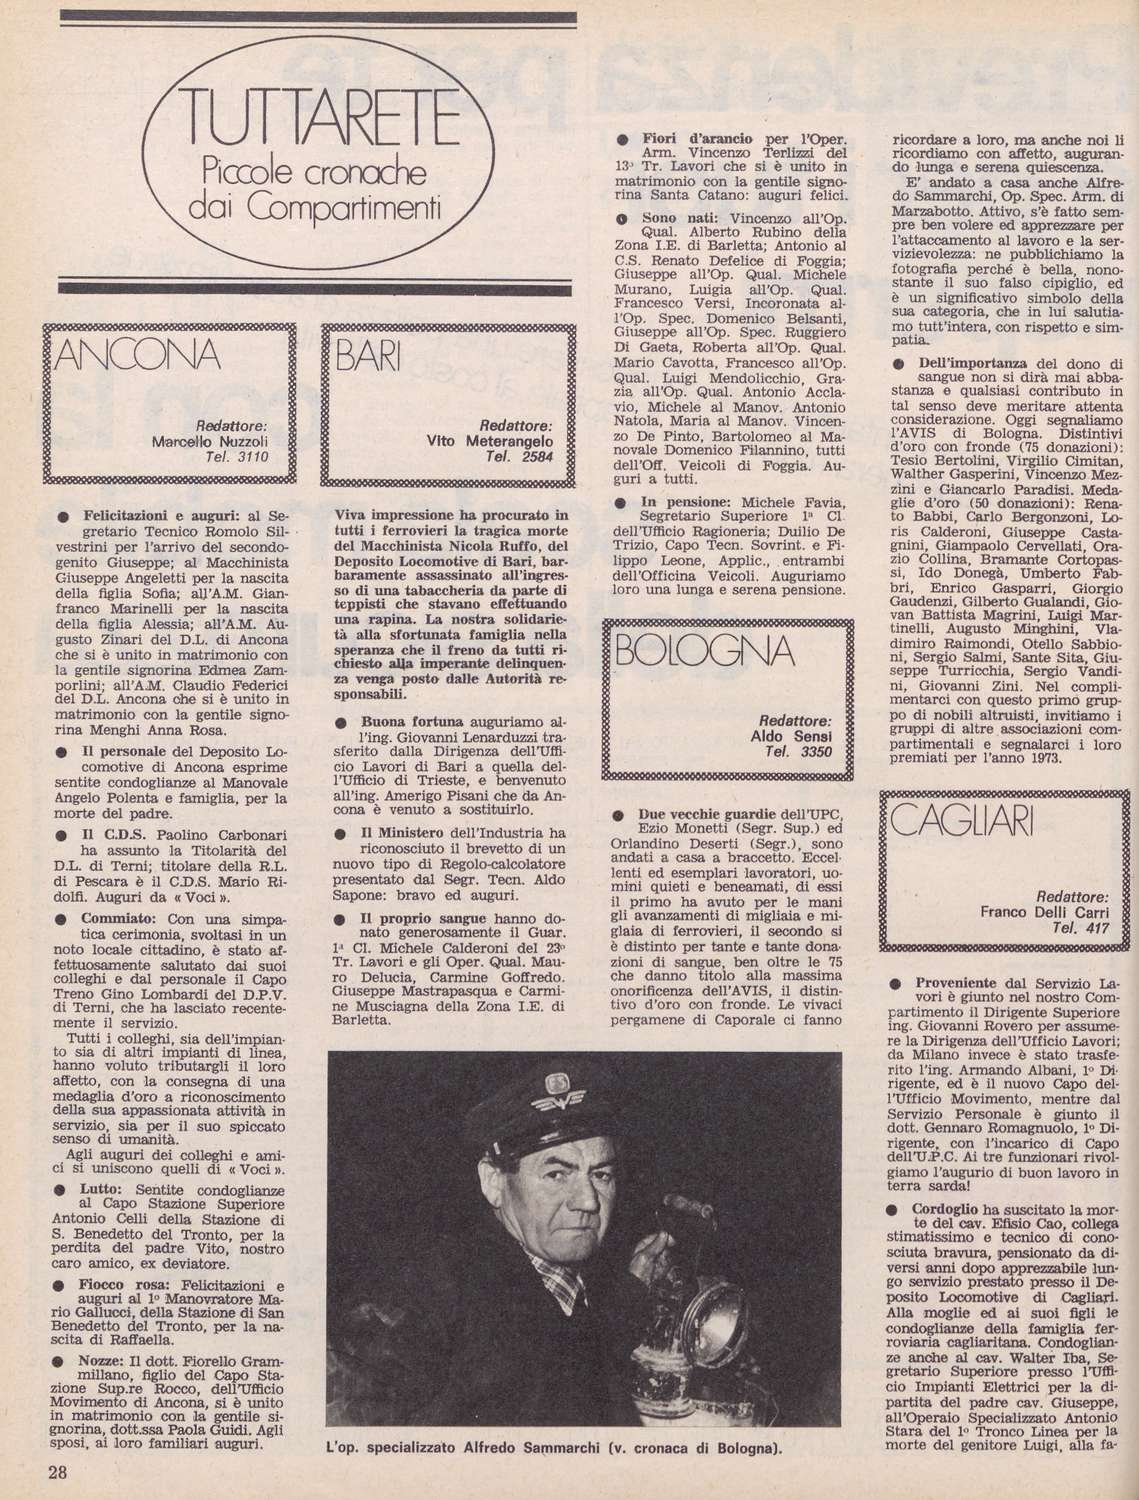 TUTTARETE
Piccole cronache
dai Compartimenti
ANCONA
Redattore:
Marcello Nuzzoli
Tel. 3110
● Felicitazioni e auguri: al Se-
gretario Tecnico Romolo Sil-
vestrini per l'arrivo del secondo-
genito Giuseppe; al Macchinista
Giuseppe Angeletti per la nascita
della figlia Sofia; all'A.M. Gian-
franco Marinelli per la nascita
della figlia Alessia; all'A.M. Au-
gusto Zinari del D.L. di Ancona
che si è unito in matrimonio con
la gentile signorina Edmea Zam-
porlini; all'A.M. Claudio Federici
del D.L. Ancona che si è unito in
matrimonio con la gentile signo-
rina Menghi Anna Rosa.
● Il personale del Deposito Lo-
comotive di Ancona esprime
sentite condoglianze al Manovale
Angelo Polenta e famiglia, per la
morte del padre.
● Il C.D.S. Paolino Carbonari
ha assunto la Titolarità del
D.L. di Terni; titolare della R.L.
di Pescara è il C.D.S. Mario Ri-
dolfi. Auguri da « Voci ».
● Commiato: Con una simpa-
tica cerimonia, svoltasi in un
noto locale cittadino, è stato af-
fettuosamente salutato dai suoi
colleghi e dal personale il Capo
Treno Gino Lombardi del D.P.V.
di Terni, che ha lasciato recente-
mente il servizio.
Tutti i colleghi, sia dell'impian-
to sia di altri impianti di linea,
hanno voluto tributargli il loro
affetto, con la consegna di una
medaglia d'oro a riconoscimento
della sua appassionata attività in
servizio, sia per il suo spiccato
senso di umanità.
Agli auguri dei colleghi e ami-
ci si uniscono quelli di « Voci ».
● Lutto: Sentite condoglianze
al Capo Stazione Superiore
Antonio Celli della Stazione di
S. Benedetto del Tronto, per la
perdita del padre Vito, nostro
caro amico, ex deviatore.
● Fiocco rosa: Felicitazioni e
auguri al 1º Manovratore Ma-
rio Gallucci, della Stazione di San
Benedetto del Tronto, per la na-
scita di Raffaella.
● Nozze: Il dott. Fiorello Gram-
millano, figlio del Capo Sta-
zione Sup.re Rocco, dell'Ufficio
Movimento di Ancona, si è unito
in matrimonio con la gentile si-
gnorina, dott.ssa Paola Guidi. Agli
sposi, ai loro familiari auguri.
BARI
Redattore:
Vito Meterangelo
Tel. 2584
Viva impressione ha procurato in
tutti i ferrovieri la tragica morte
del Macchinista Nicola Ruffo, del
Deposito Locomotive di Bari, bar-
baramente assassinato all'ingres-
so di una tabaccheria da parte di
teppisti che stavano effettuando
una rapina. La nostra solidarie-
tà alla sfortunata famiglia nella
speranza che il freno da tutti ri-
chiesto alla imperante delinquen-
za venga posto dalle Autorità re-
sponsabili.
● Buona fortuna auguriamo al-
l'ing. Giovanni Lenarduzzi tra-
sferito dalla Dirigenza dell'Uffi-
cio Lavori di Bari a quella del-
l'Ufficio di Trieste, e benvenuto
all'ing. Amerigo Pisani che da An-
cona è venuto a sostituirlo.
● Il Ministero dell'Industria ha
riconosciuto il brevetto di un
nuovo tipo di Regolo-calcolatore
presentato dal Segr. Tecn. Aldo
Sapone: bravo ed auguri.
● Il proprio sangue hanno do-
nato generosamente il Guar.
1ª Cl. Michele Calderoni del 23º
Tr. Lavori e gli Oper. Qual. Mau-
ro Delucia, Carmine Goffredo.
Giuseppe Mastrapasqua e Carmi-
ne Musciagna della Zona I.E. di
Barletta.
● Fiori d'arancio per l'Oper.
Arm. Vincenzo Terlizzi del
13º Tr. Lavori che si è unito in
matrimonio con la gentile signo-
rina Santa Catano: auguri felici.
● Sono nati: Vincenzo all'Op.
Qual. Alberto Rubino della
Zona I.E. di Barletta; Antonio al
C.S. Renato Defelice di Foggia;
Giuseppe all'Op. Qual. Michele
Murano, Luigia all'Op. Qual.
Francesco Versi, Incoronata al-
l'Op. Spec. Domenico Belsanti,
Giuseppe all'Op. Spec. Ruggiero
Di Gaeta, Roberta all'Op. Qual.
Mario Cavotta, Francesco all'Op.
Qual. Luigi Mendolicchio, Gra-
zia all'Op. Qual. Antonio Accla-
vio, Michele al Manov. Antonio
Natola, Maria al Manov. Vincen-
zo De Pinto, Bartolomeo al Ma-
novale Domenico Filannino, tutti
dell'Off. Veicoli di Foggia. Au-
guri a tutti.
● In pensione: Michele Favia,
Segretario Superiore 1ª Cl.
dell'Ufficio Ragioneria; Duilio De
Trizio, Capo Tecn. Sovrint. e Fi-
lippo Leone, Applic., entrambi
dell'Officina Veicoli. Auguriamo
loro una lunga e serena pensione.
BOLOGNA
Redattore:
Aldo Sensi
Tel. 3350
● Due vecchie guardie dell'UPC,
Ezio Monetti (Segr. Sup.) ed
Orlandino Deserti (Segr.), sono
andati a casa a braccetto. Eccel-
lenti ed esemplari lavoratori, uo-
mini quieti e beneamati, di essi
il primo ha avuto per le mani
gli avanzamenti di migliaia e mi-
glaia di ferrovieri, il secondo si
è distinto per tante e tante dona-
zioni di sangue, ben oltre le 75
che danno titolo alla massima
onorificenza dell'AVIS, il distin-
tivo d'oro con fronde. Le vivaci
pergamene di Caporale ci fanno
ricordare a loro, ma anche noi li
ricordiamo con affetto, auguran-
do lunga e serena quiescenza.
E' andato a casa anche Alfre-
do Sammarchi, Op. Spec. Arm. di
Marzabotto. Attivo, s'è fatto sem-
pre ben volere ed apprezzare per
l'attaccamento al lavoro e la ser-
vizievolezza: ne pubblichiamo la
fotografia perché è bella, nono-
stante il suo falso cipiglio, ed
è un significativo simbolo della
sua categoria, che in lui salutia-
mo tutt'intera, con rispetto e sim-
patia.
● Dell'importanza del dono di
sangue non si dirà mai abba-
stanza e qualsiasi contributo in
tal senso deve meritare attenta
considerazione. Oggi segnaliamo
l'AVIS di Bologna. Distintivi
d'oro con fronde (75 donazioni):
Tesio Bertolini, Virgilio Cimitan,
Walther Gasperini, Vincenzo Mez-
zini e Giancarlo Paradisi. Meda-
glie d'oro (50 donazioni): Rena-
to Babbi, Carlo Bergonzoni, Lo-
ris Calderoni, Giuseppe Casta-
gnini, Giampaolo Cervellati, Ora-
zio Collina, Bramante Cortopas-
si, Ido Donegà, Umberto Fab-
bri, Enrico Gasparri, Giorgio
Gaudenzi, Gilberto Gualandi, Gio-
van Battista Magrini, Luigi Mar-
tinelli, Augusto Minghini, Vla-
dimiro Raimondi, Otello Sabbio-
ni, Sergio Salmi, Sante Sita, Giu-
seppe Turricchia, Sergio Vandi-
ni, Giovanni Zini. Nel compli-
mentarci con questo primo grup-
po di nobili altruisti, invitiamo i
gruppi di altre associazioni com-
partimentali e segnalarci i loro
premiati per l'anno 1973.
CAGLIARI
Redattore:
Franco Delli Carri
Tel. 417
● Proveniente dal Servizio La-
vori è giunto nel nostro Com-
partimento il Dirigente Superiore
ing. Giovanni Rovero per assume-
re la Dirigenza dell'Ufficio Lavori;
da Milano invece è stato trasfe-
rito l'ing. Armando Albani, 1º Di-
rigente, ed è il nuovo Capo del-
l'Ufficio Movimento, mentre dal
Servizio Personale è giunto il
dott. Gennaro Romagnuolo, 1º Di-
rigente, con l'incarico di Capo
dell'U.P.C. Ai tre funzionari rivol-
giamo l'augurio di buon lavoro in
terra sarda!
● Cordoglio ha suscitato la mor-
te del cav. Efisio Cao, collega
stimatissimo e tecnico di cono-
sciuta bravura, pensionato da di-
versi anni dopo apprezzabile lun-
go servizio prestato presso il De-
posito Locomotive di Cagliari.
Alla moglie ed ai suoi figli le
condoglianze della famiglia fer-
roviaria cagliaritana. Condoglian-
ze anche al cav. Walter Iba, Se-
gretario Superiore presso l'Uffi-
cio Impianti Elettrici per la di-
partita del padre cav. Giuseppe,
all'Operaio Specializzato Antonio
Stara del 1º Tronco Linea per la
morte del genitore Luigi, alla fa-
L'op. specializzato Alfredo Sammarchi (v. cronaca di Bologna).
28